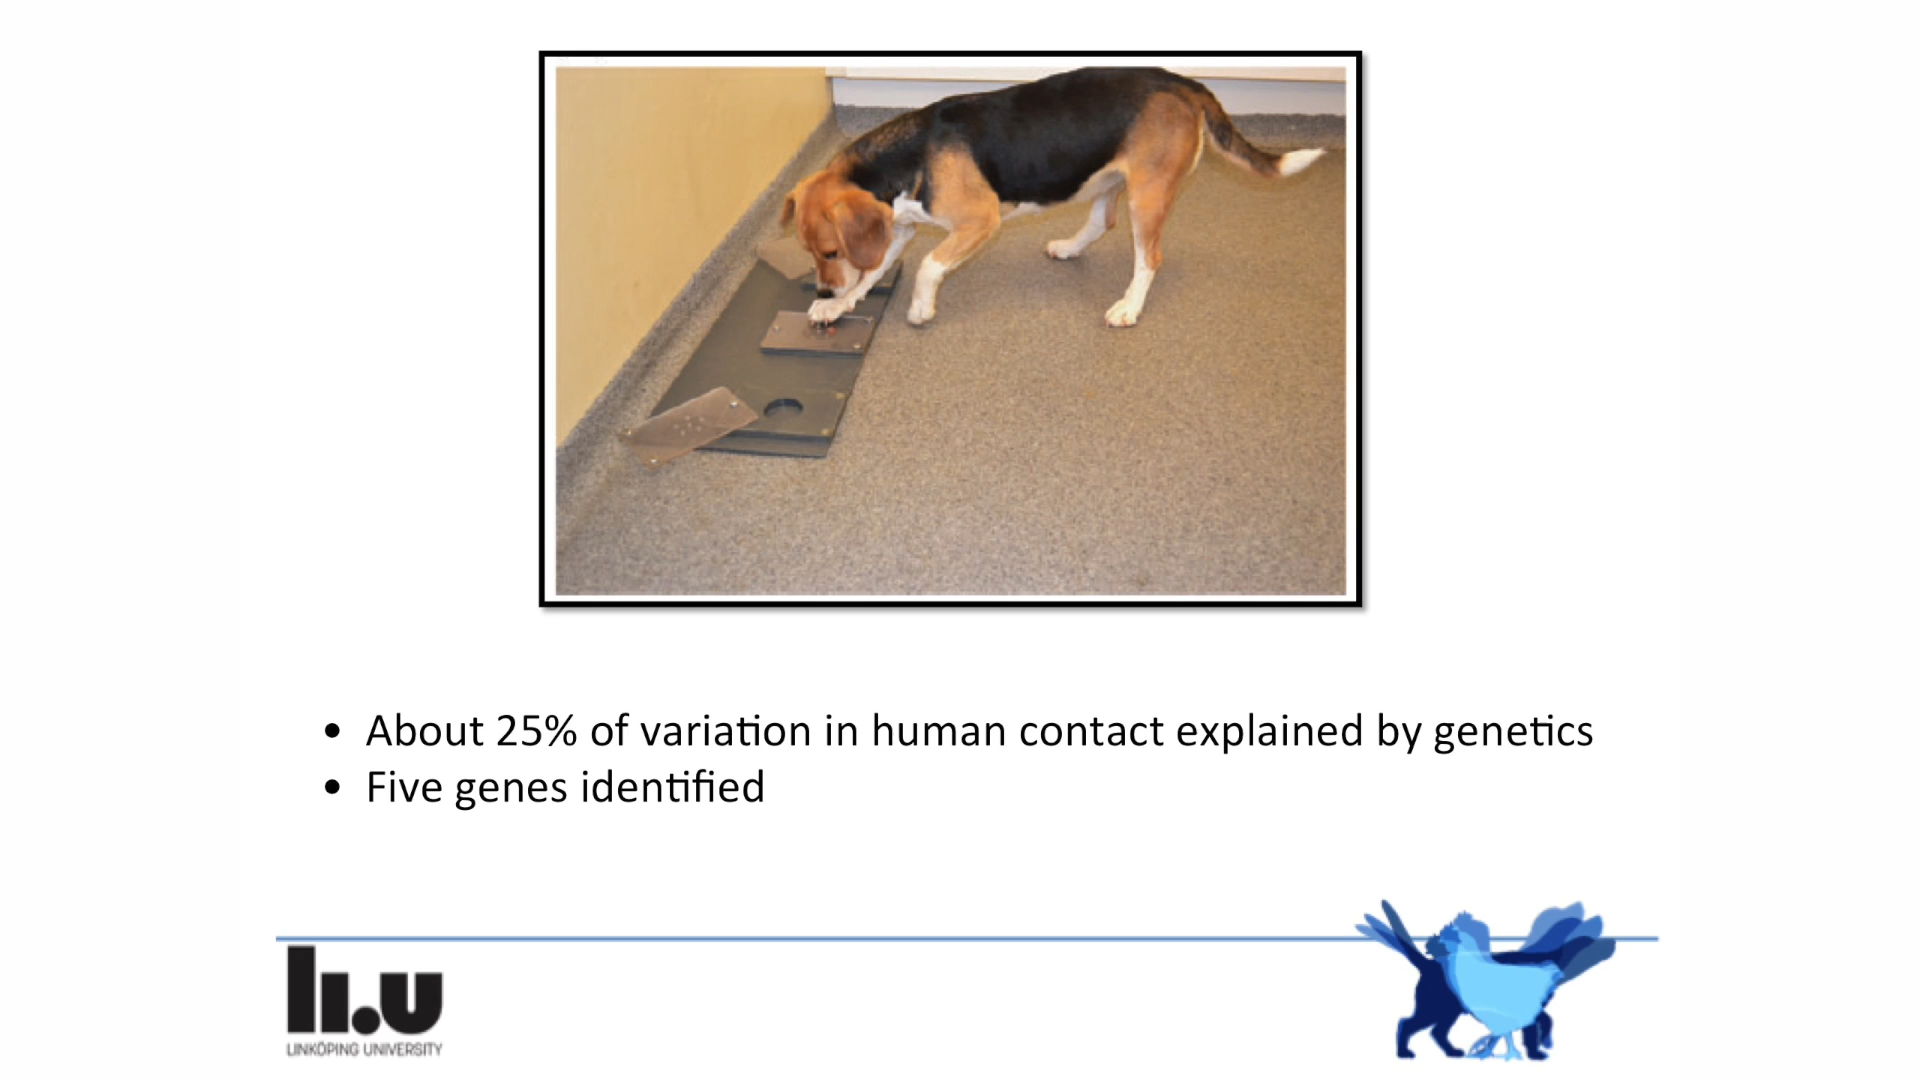 • About 25% of variation in human contact explained by genetics
• Five genes identified
li.u
LINKÖPING UNIVERSITY